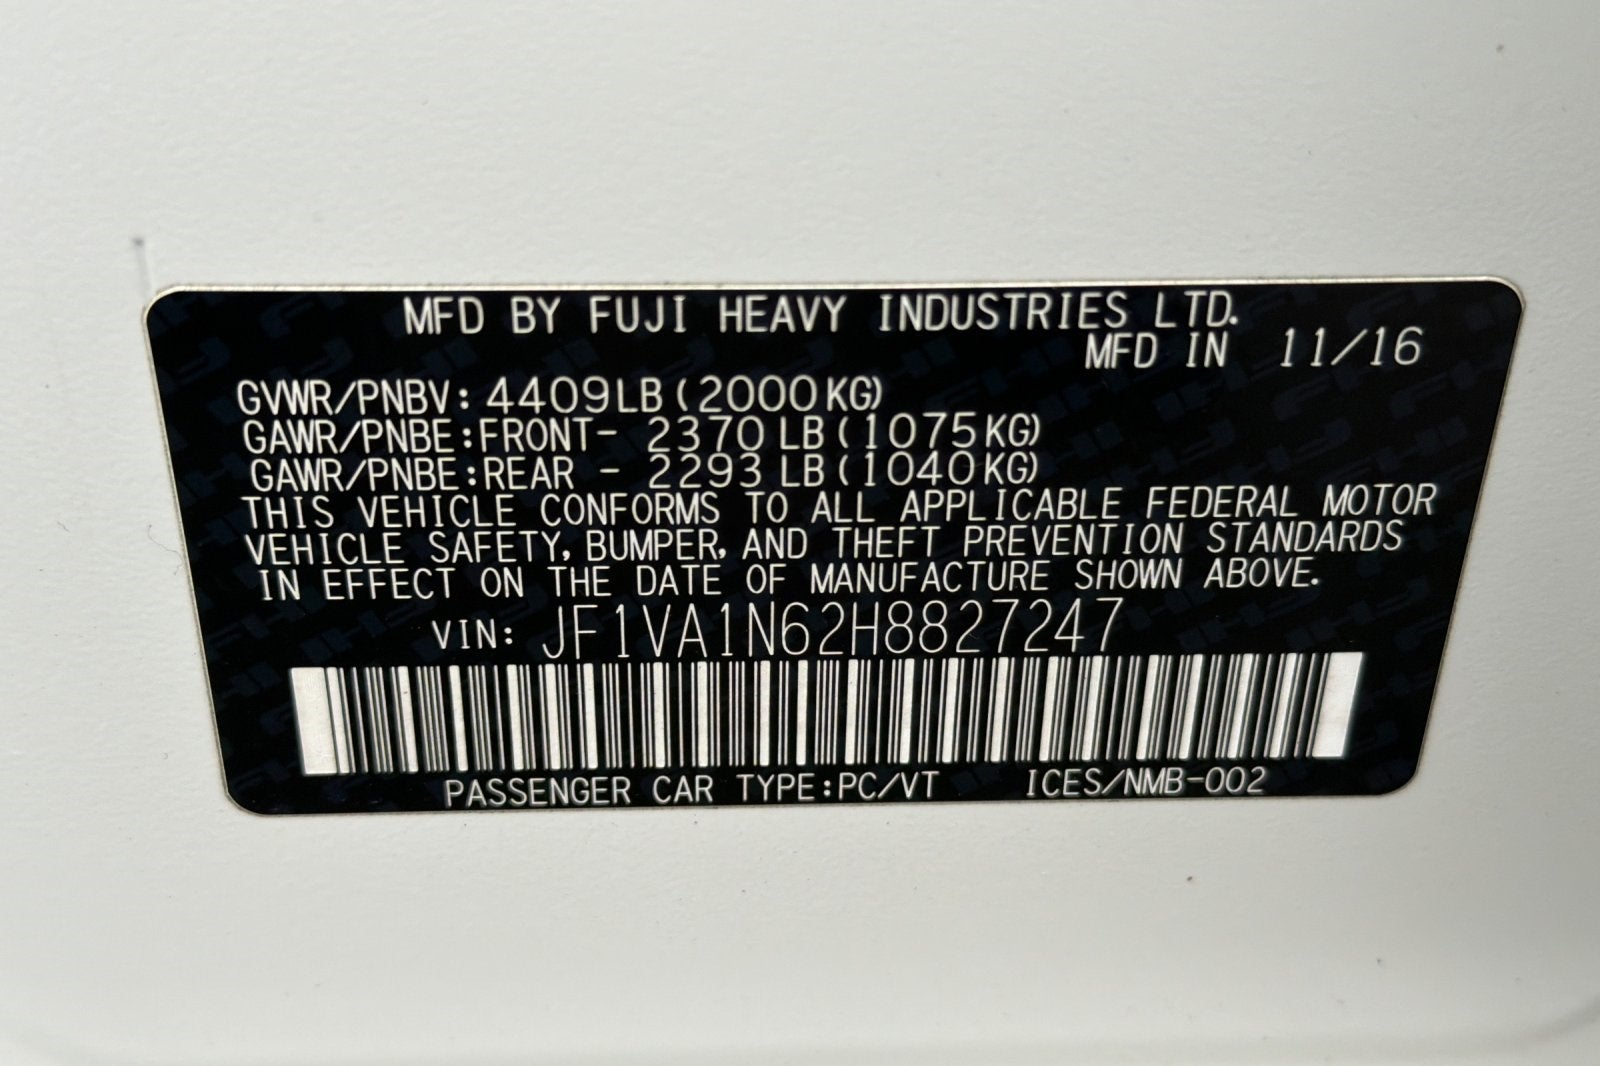 MFD BY FUJI HEAVY INDUSTRIES LTD.
MFD IN 11/16
GVWR/PNBV: 4409LB (2000KG)
GAWR/PNBE:FRONT- 2370 LB (1075KG)
GAWR/PNBE:REAR - 2293 LB (1040KG)
THIS VEHICLE CONFORMS TO ALL APPLICABLE FEDERAL MOTOR
VEHICLE SAFETY, BUMPER, AND THEFT PREVENTION STANDARDS
IN EFFECT ON THE DATE OF MANUFACTURE SHOWN ABOVE.
VIN: JF1VA1N62H8827247
PASSENGER CAR TYPE:PC/VT ICES/NMB-002